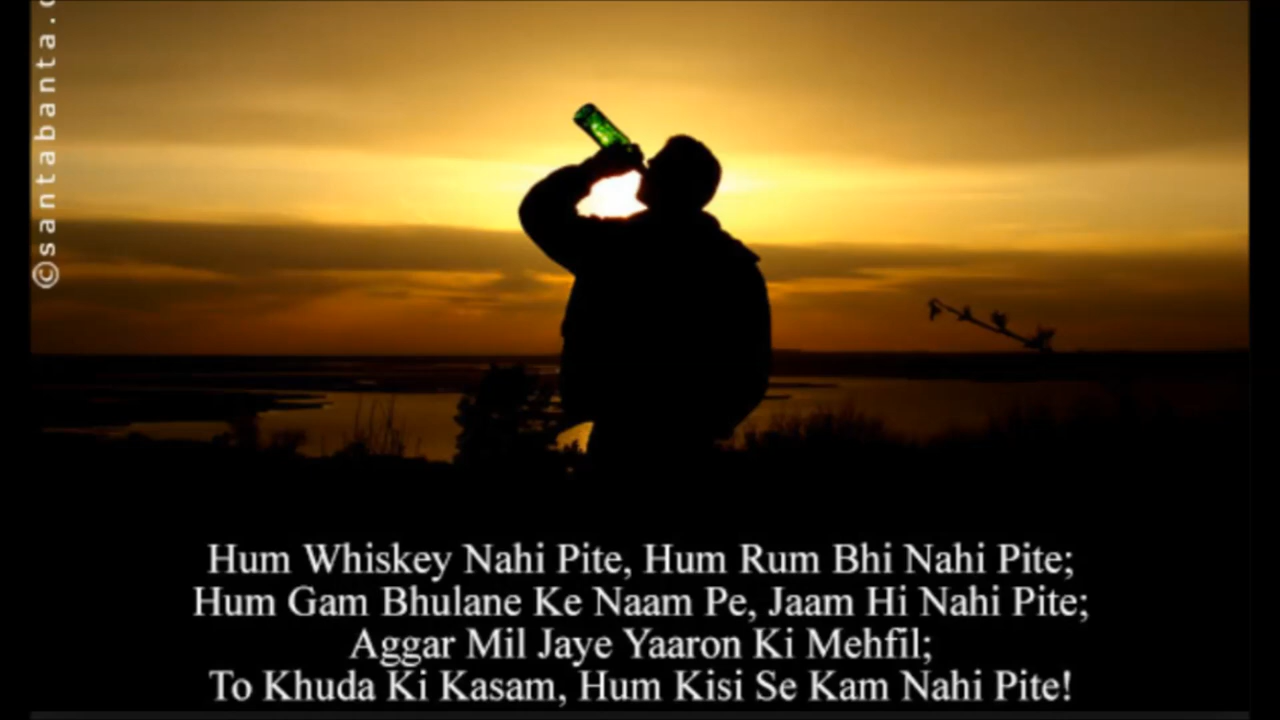 ©santabanta.c
Hum Whiskey Nahi Pite, Hum Rum Bhi Nahi Pite;
Hum Gam Bhulane Ke Naam Pe, Jaam Hi Nahi Pite;
Aggar Mil Jaye Yaaron Ki Mehfil;
To Khuda Ki Kasam, Hum Kisi Se Kam Nahi Pite!